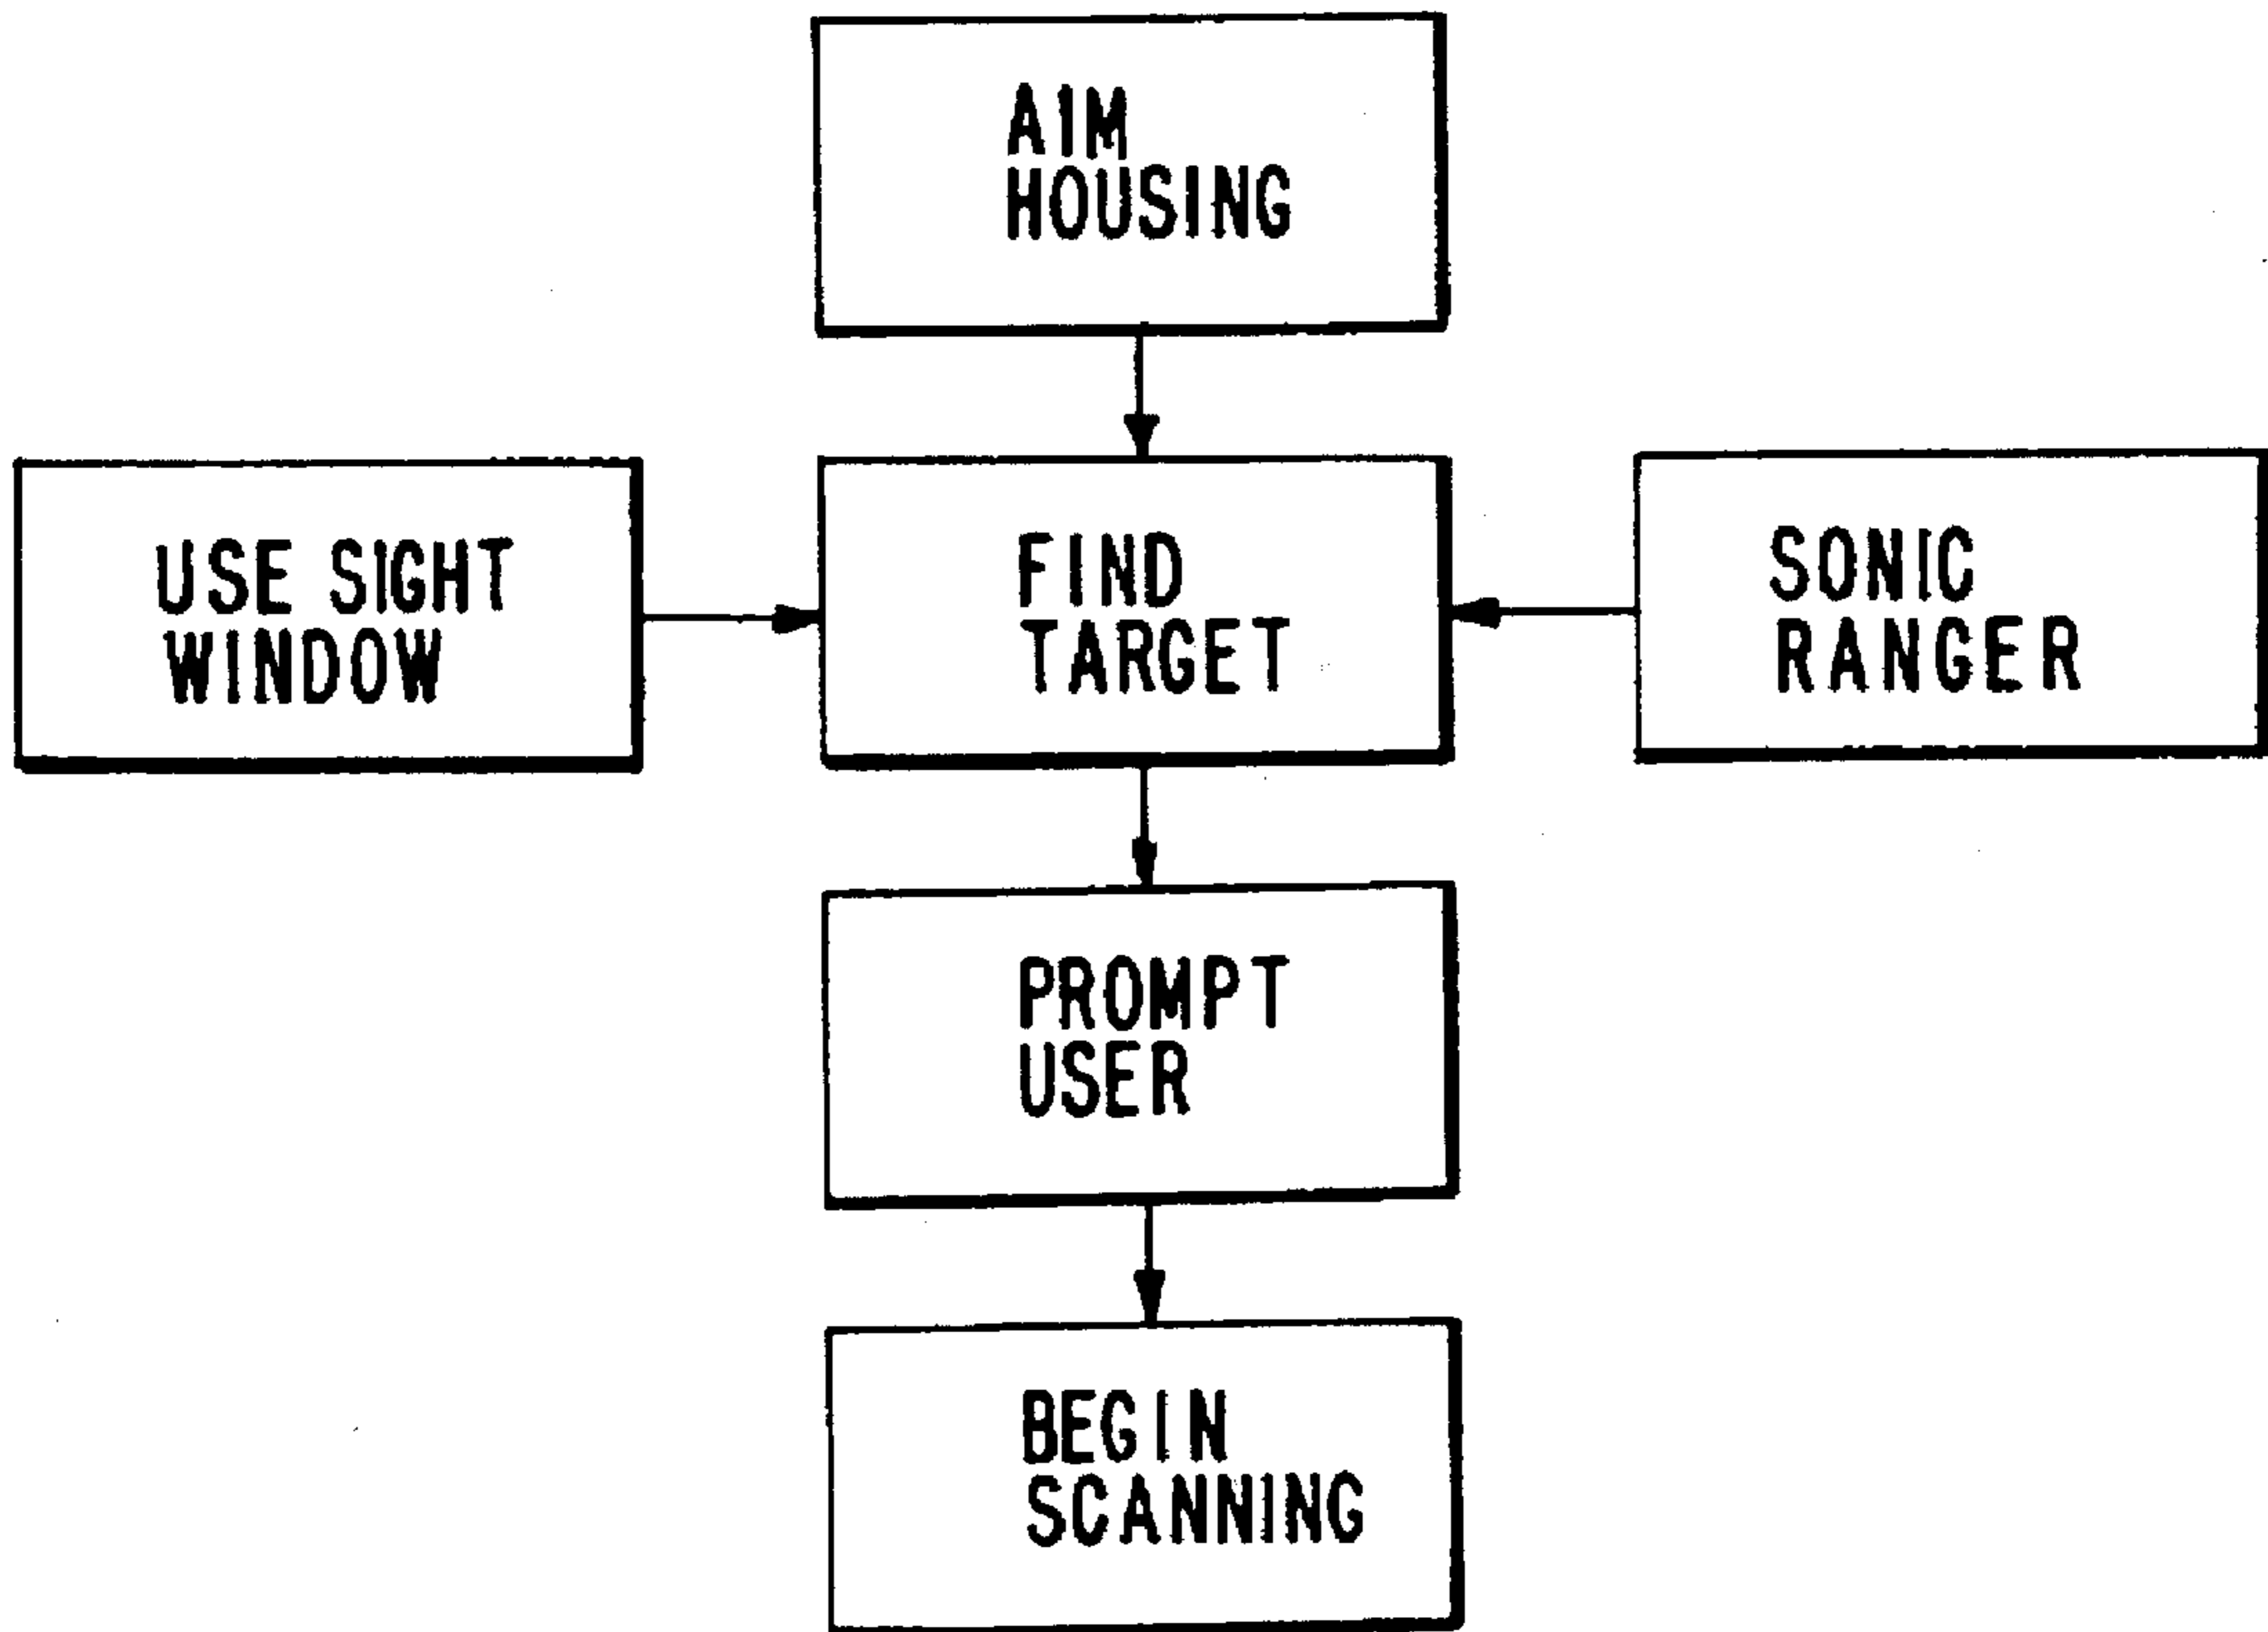 AIM
HOUSING
USE SIGHT
WINDOW
FIND
TARGET
SONIC
RANGER
PROMPT
USER
BEGIN
SCANNING